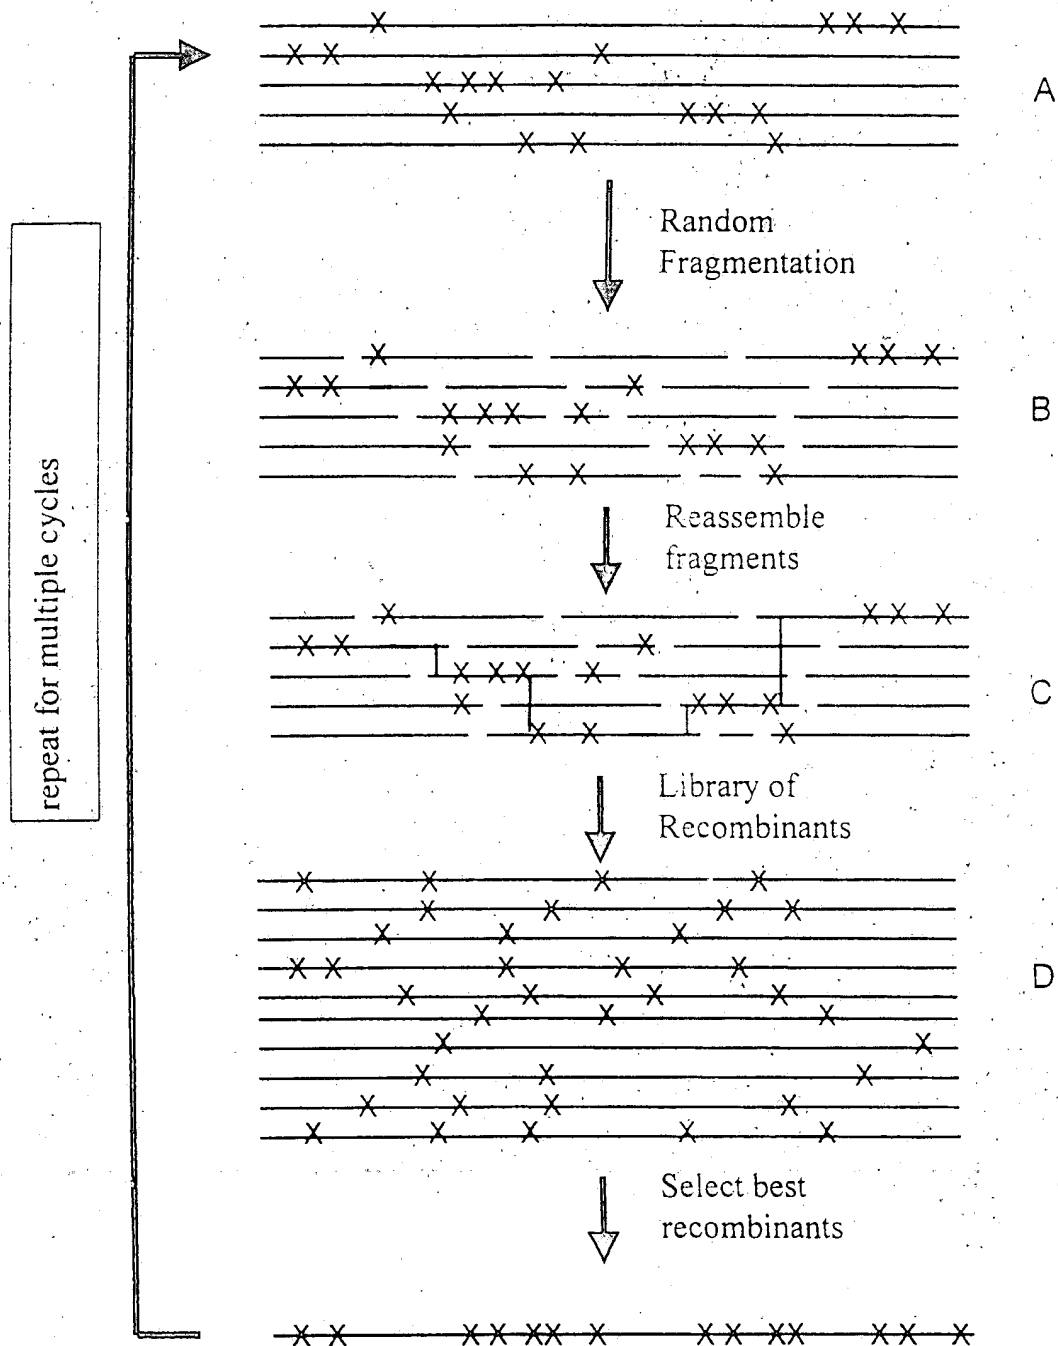 A
Random
Fragmentation
B
Reassemble
fragments
C
Library of
Recombinants
D
Select best
recombinants
repeat for multiple cycles